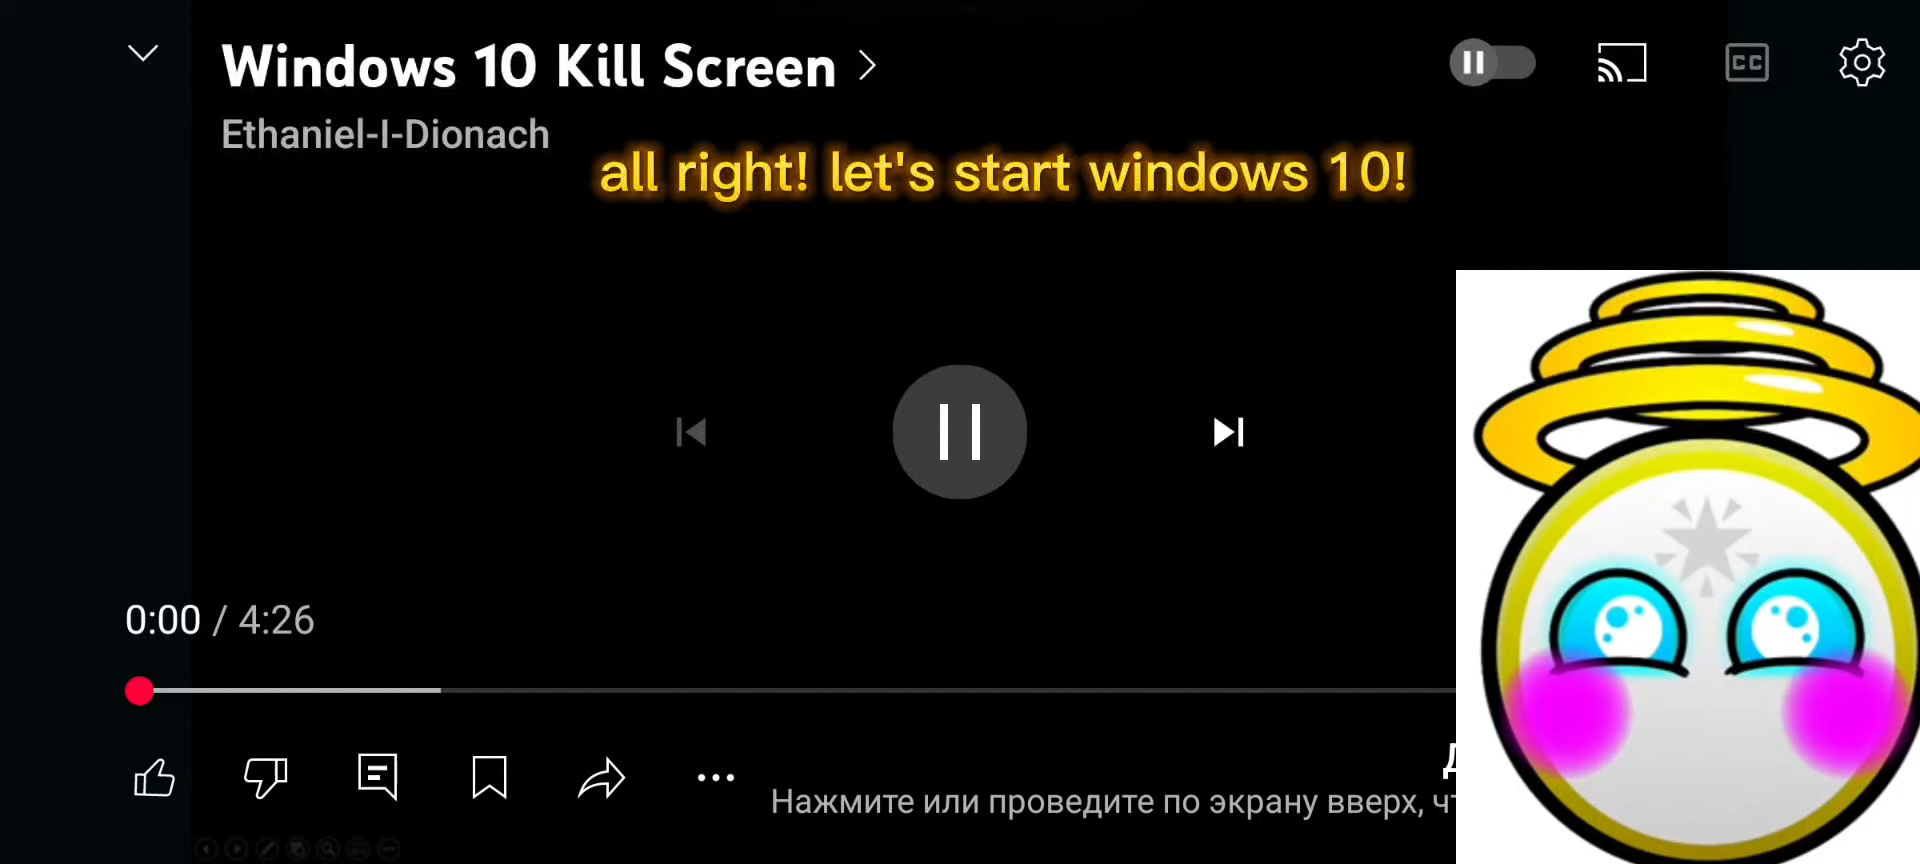 Windows 10 Kill Screen
Ethaniel-I-Dionach
all right! let's start windows 10!
CC
0:00 / 4:26
Нажмите или проведите по экрану вверх,